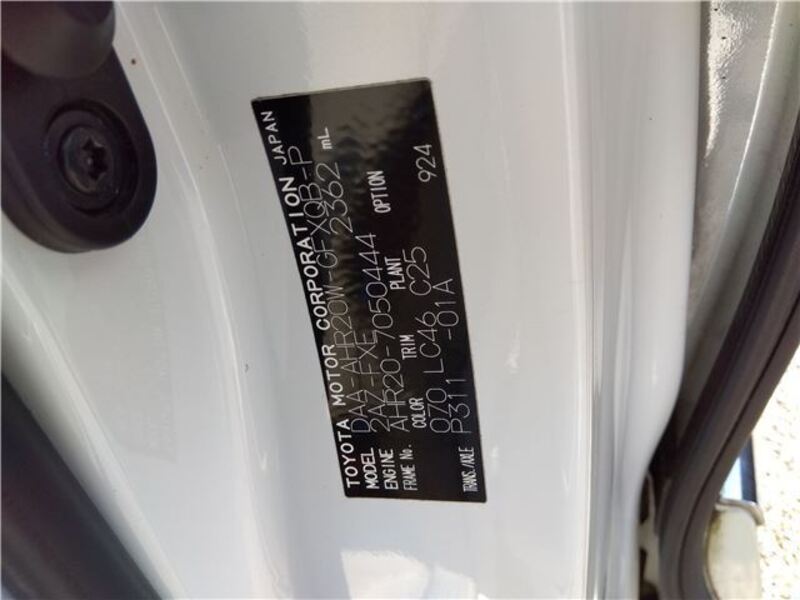 TOYOTA MOTOR CORPORATION JAPAN
MODEL DAA-AHR20W-GFXQB-P
ENGINE 2AZ-FXE 2362 mL
FRAME No. AHR20-7050444
COLOR TRIM PLANT OPTION
070 LC46 C25 924
TRANS./AXLE P311 -01A